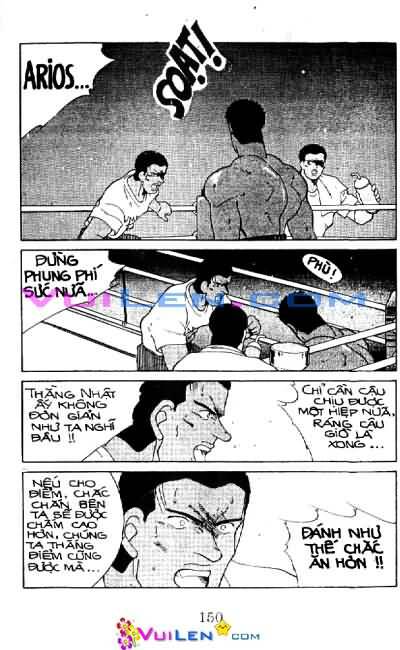 ARIOS...
SOẠT!
ĐỪNG
PHUNG PHÍ
SỨC NỮA...
PHÙ!
VUILEN.COM
THẰNG NHẬT
ẤY KHÔNG
ĐƠN GIẢN
NHƯ TA NGHĨ
ĐÂU !!
CHỈ CẦN CẬU
CHỊU ĐƯỢC
MỘT HIỆP NỮA,
RÁNG CẦU
GIỜ LÀ
XONG...
NẾU CHO
ĐIỂM, CHẮC
CHẮN BÊN
TA SẼ ĐƯỢC
CHẤM CAO
HƠN, CHÚNG
TA THẮNG
ĐIỂM CŨNG
ĐƯỢC MÀ...
ĐÁNH NHƯ
THẾ CHẮC
ĂN HƠN !!
150
VUILEN.COM